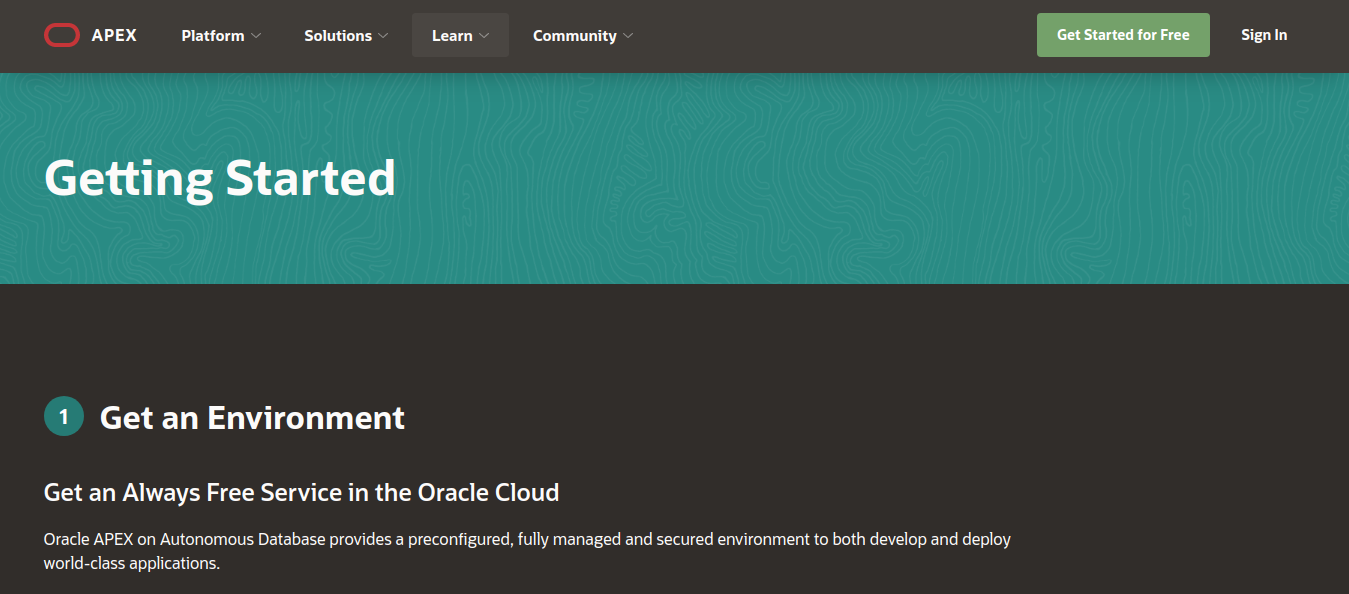 APEX Platform Solutions Learn Community Get Started for Free Sign In
Getting Started
1 Get an Environment
Get an Always Free Service in the Oracle Cloud
Oracle APEX on Autonomous Database provides a preconfigured, fully managed and secured environment to both develop and deploy
world-class applications.